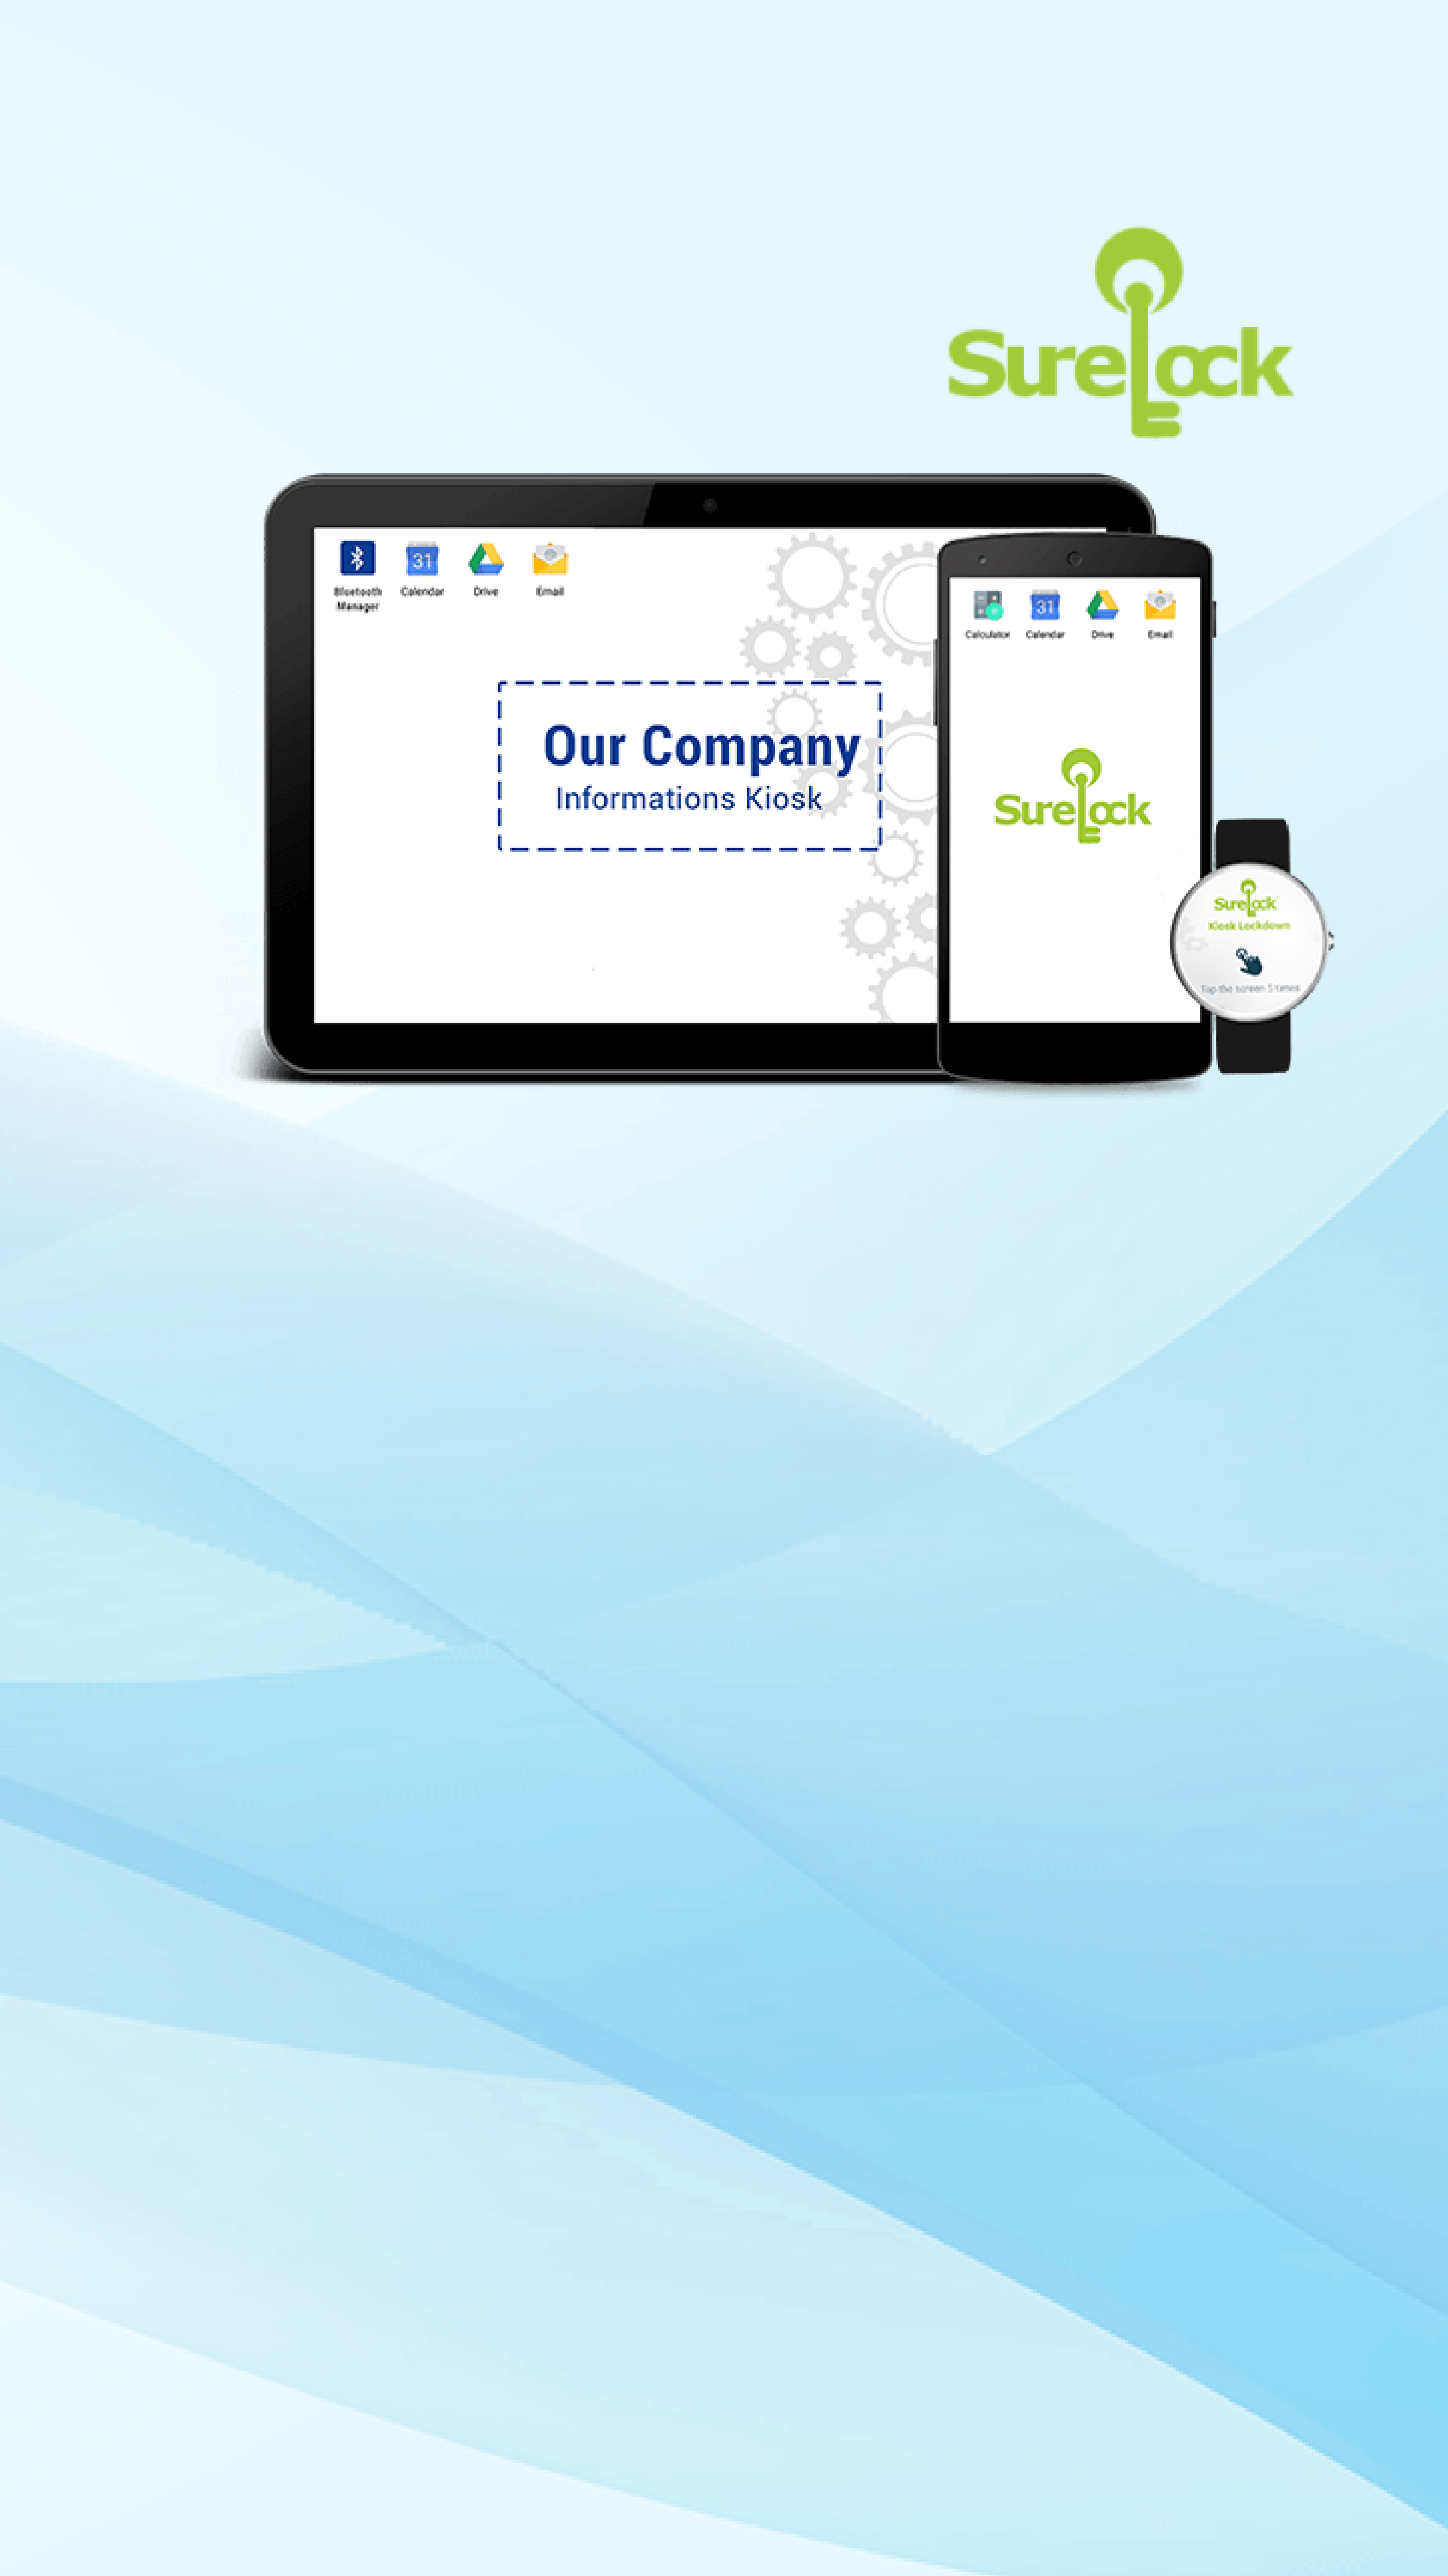 SureLock
Bluetooth
Manager
Calendar
Drive
Email
31
Our Company
Informations Kiosk
Calculator
Calendar
Drive
Email
31
SureLock
SureLock
Kiosk Lockdown
Tap the screen 5 times